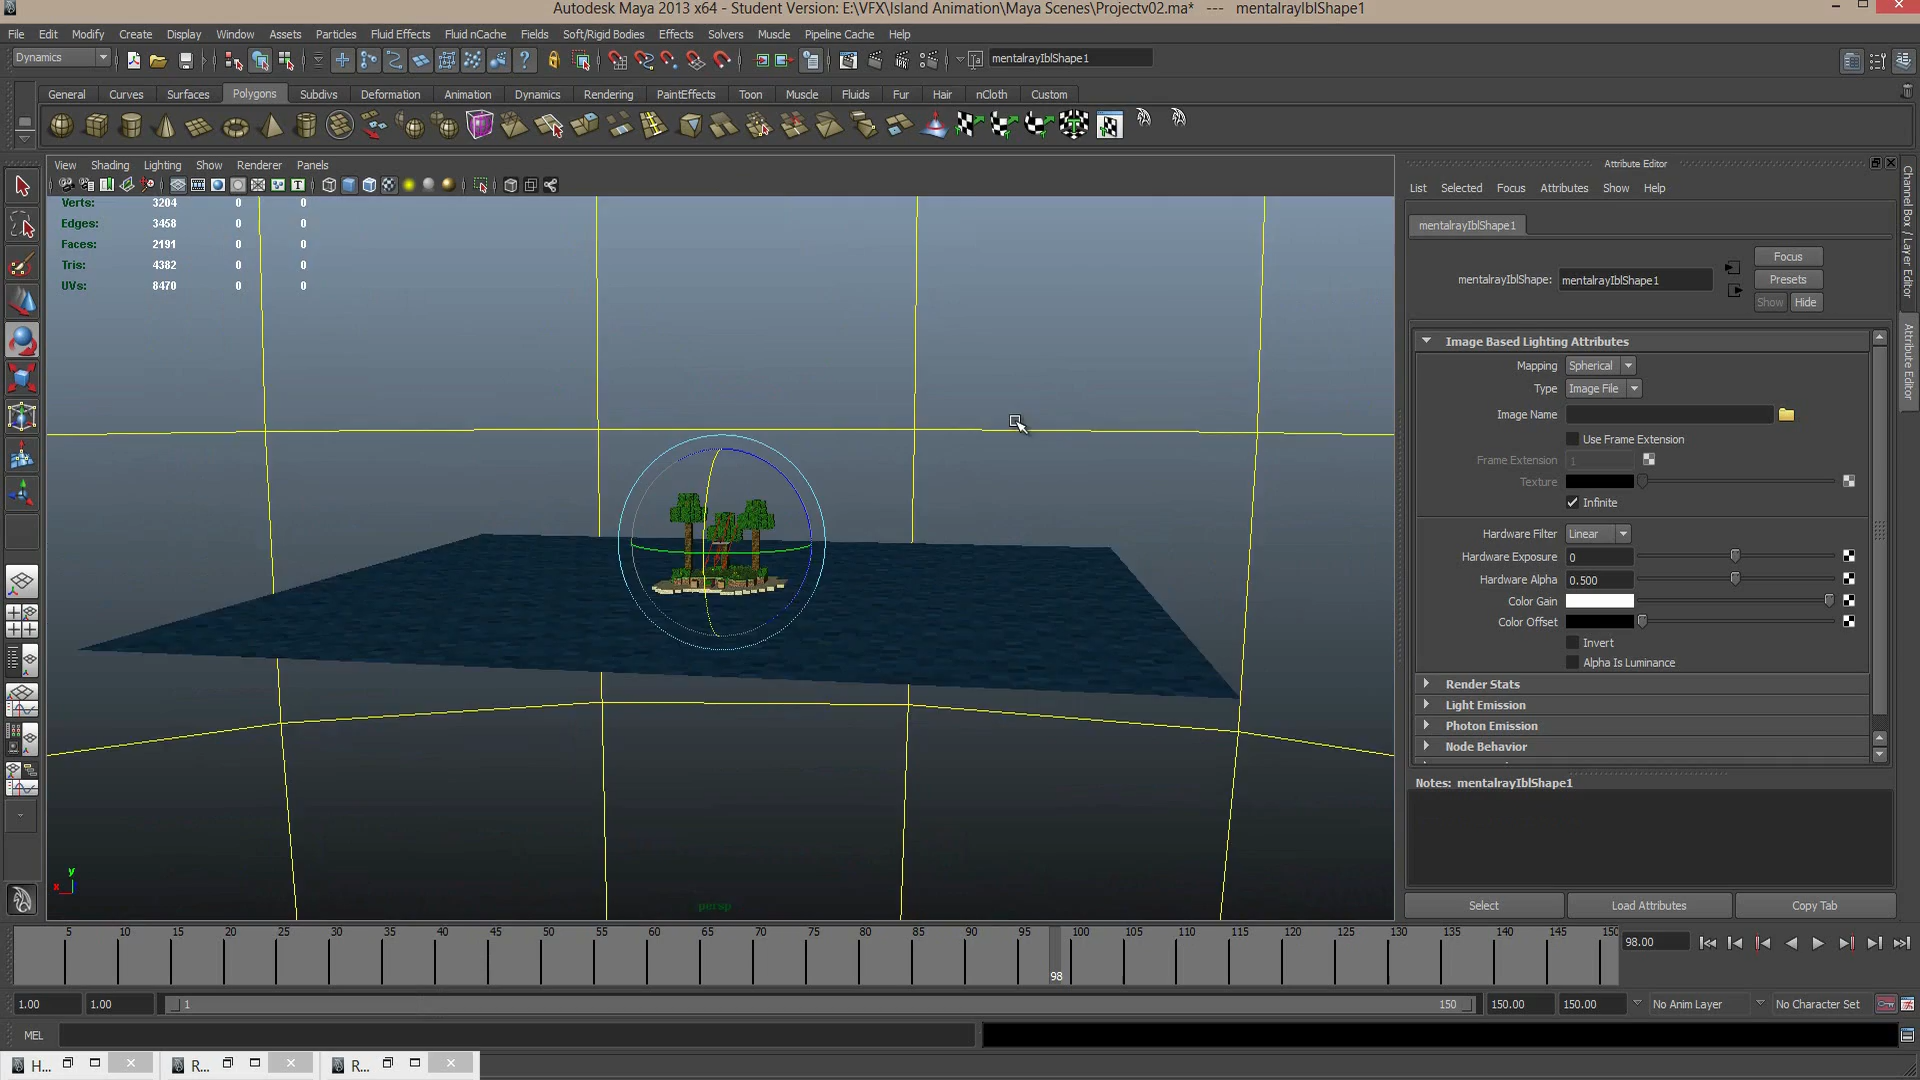 Autodesk Maya 2013 x64 - Student Version: E:\VFX\Island Animation\Maya Scenes\Projectv02.ma*   ---   mentalrayIblShape1
File Edit Modify Create Display Window Assets Particles Fluid Effects Fluid nCache Fields Soft/Rigid Bodies Effects Solvers Muscle Pipeline Cache Help
Dynamics
mentalrayIblShape1
General Curves Surfaces Polygons Subdivs Deformation Animation Dynamics Rendering PaintEffects Toon Muscle Fluids Fur Hair nCloth Custom
View Shading Lighting Show Renderer Panels
Verts: 3204 0 0
Edges: 3458 0 0
Faces: 2191 0 0
Tris: 4382 0 0
UVs: 8470 0 0
y
x
persp
Attribute Editor
List Selected Focus Attributes Show Help
mentalrayIblShape1
mentalrayIblShape: mentalrayIblShape1
Focus
Presets
Show Hide
Image Based Lighting Attributes
Mapping Spherical
Type Image File
Image Name
Use Frame Extension
Frame Extension 1
Texture
Infinite
Hardware Filter Linear
Hardware Exposure 0
Hardware Alpha 0.500
Color Gain
Color Offset
Invert
Alpha Is Luminance
Render Stats
Light Emission
Photon Emission
Node Behavior
Notes: mentalrayIblShape1
Select Load Attributes Copy Tab
Channel Box / Layer Editor
Attribute Editor
5 10 15 20 25 30 35 40 45 50 55 60 65 70 75 80 85 90 95 100 105 110 115 120 125 130 135 140 145 150
98
98.00
1.00 1.00 1 150 150.00 150.00 No Anim Layer No Character Set
MEL
H... R... R...